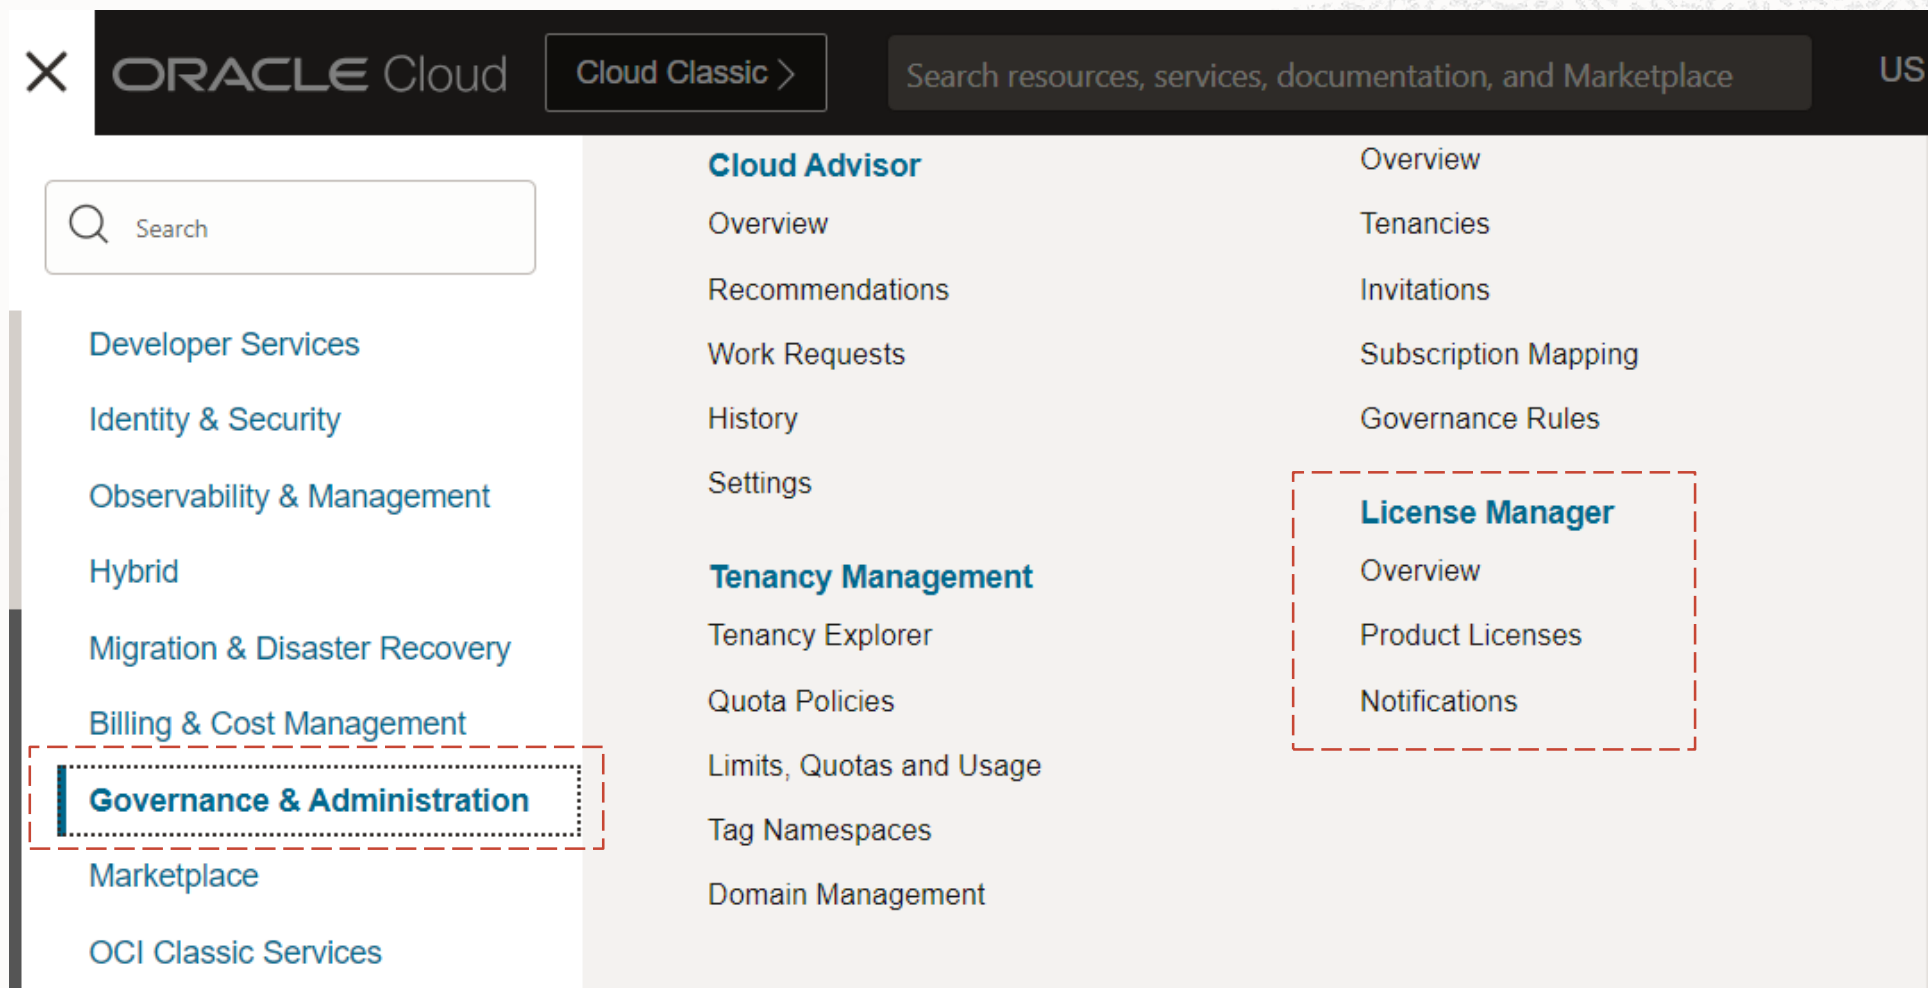 ORACLE Cloud
Cloud Classic >
Search resources, services, documentation, and Marketplace
US
Search
Developer Services
Identity & Security
Observability & Management
Hybrid
Migration & Disaster Recovery
Billing & Cost Management
Governance & Administration
Marketplace
OCI Classic Services
Cloud Advisor
Overview
Recommendations
Work Requests
History
Settings
Tenancy Management
Tenancy Explorer
Quota Policies
Limits, Quotas and Usage
Tag Namespaces
Domain Management
Overview
Tenancies
Invitations
Subscription Mapping
Governance Rules
License Manager
Overview
Product Licenses
Notifications